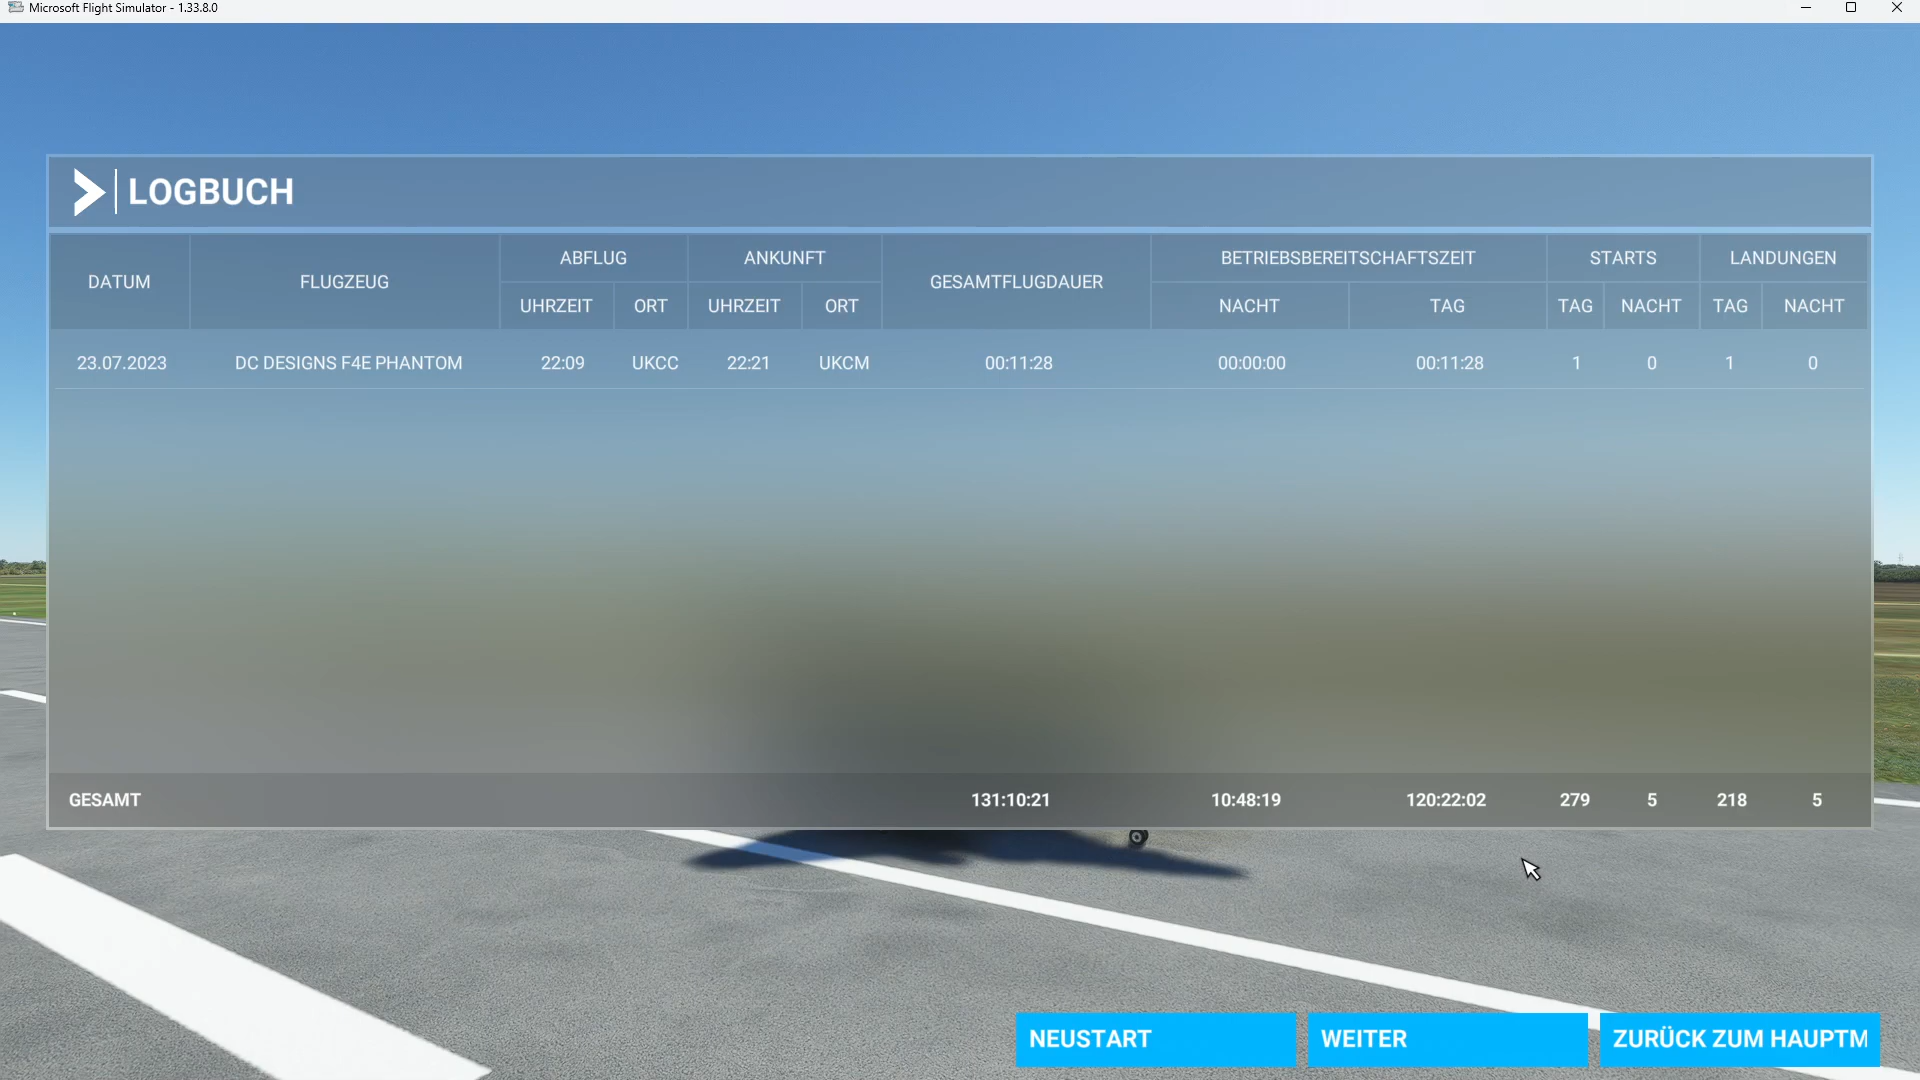 Microsoft Flight Simulator - 1.33.8.0
LOGBUCH
DATUM FLUGZEUG ABFLUG ANKUNFT GESAMTFLUGDAUER BETRIEBSBEREITSCHAFTSZEIT STARTS LANDUNGEN
UHRZEIT ORT UHRZEIT ORT NACHT TAG TAG NACHT TAG NACHT
23.07.2023 DC DESIGNS F4E PHANTOM 22:09 UKCC 22:21 UKCM 00:11:28 00:00:00 00:11:28 1 0 1 0
GESAMT 131:10:21 10:48:19 120:22:02 279 5 218 5
NEUSTART WEITER ZURÜCK ZUM HAUPTM